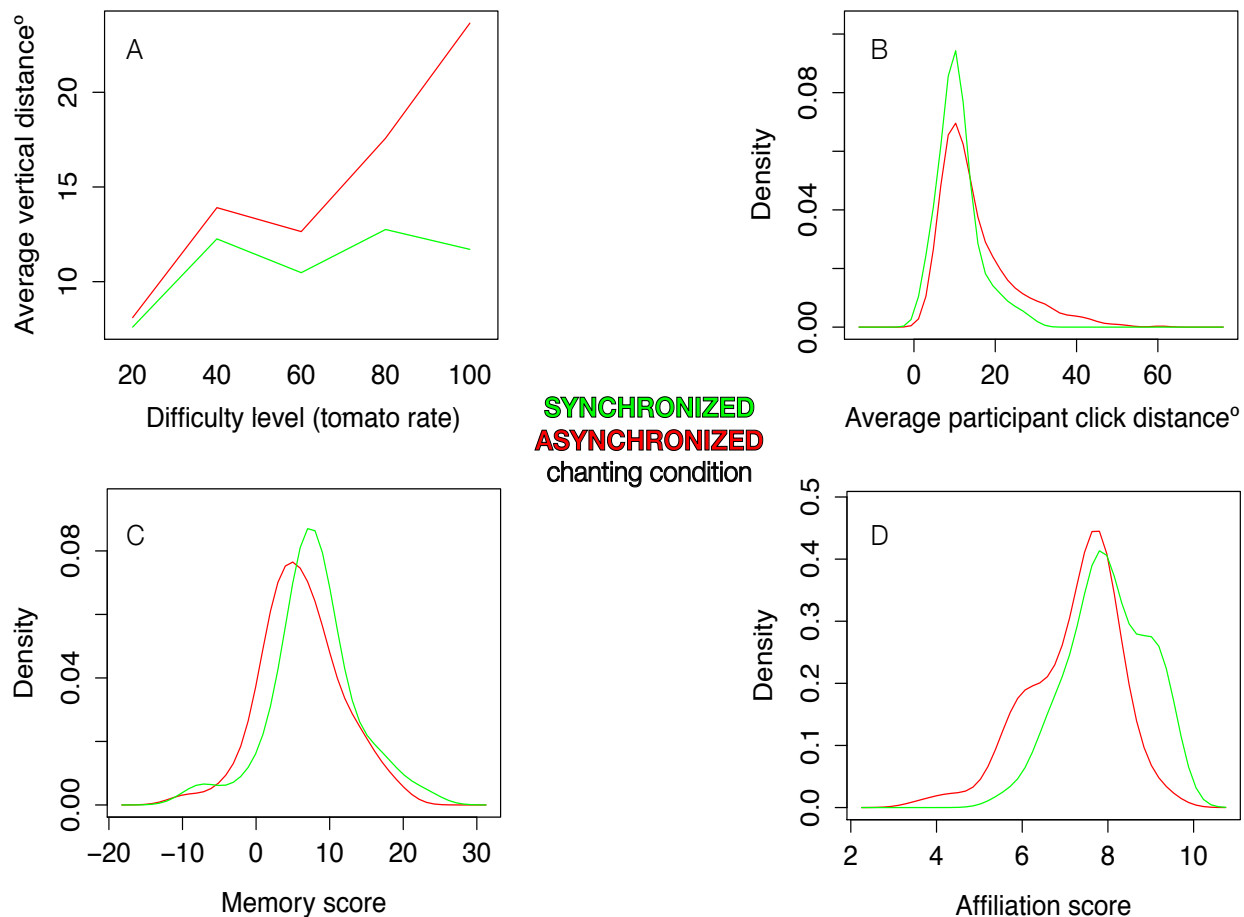 A
Average vertical distance°
10
15
20
20 40 60 80 100
Difficulty level (tomato rate)
B
Density
0.00
0.04
0.08
0 20 40 60
Average participant click distance°
SYNCHRONIZED
ASYNCHRONIZED
chanting condition
C
Density
0.00
0.04
0.08
−20 −10 0 10 20 30
Memory score
D
Density
0.0
0.1
0.2
0.3
0.4
0.5
2 4 6 8 10
Affiliation score